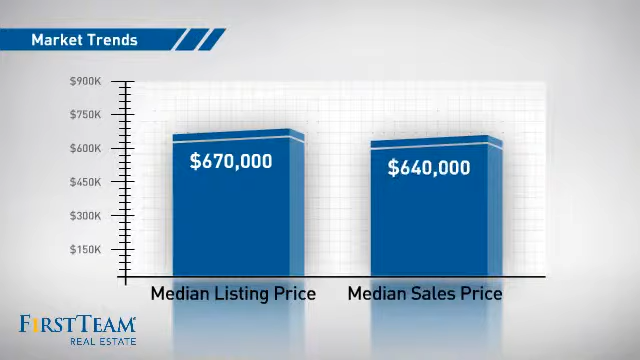 Market Trends
$900K
$750K
$600K
$450K
$300K
$150K
$670,000
$640,000
Median Listing Price
Median Sales Price
FIRSTTEAM®
REAL ESTATE